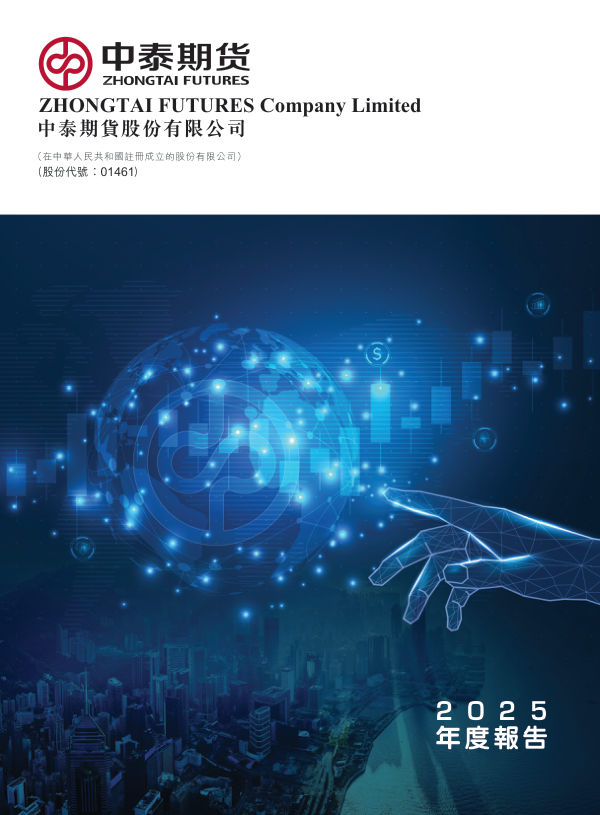 中泰期货
ZHONGTAI FUTURES
ZHONGTAI FUTURES Company Limited
中泰期貨股份有限公司
(在中華人民共和國註冊成立的股份有限公司)
(股份代號：01461)
$
2025
年度報告